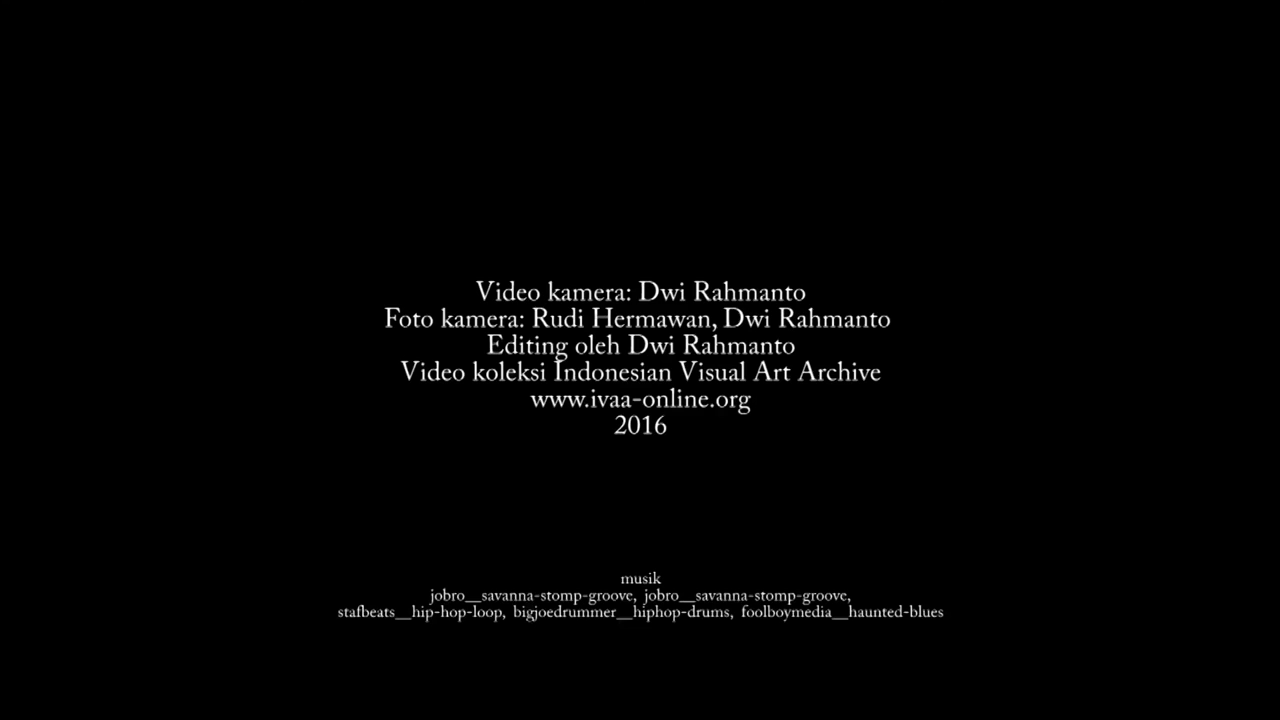 Video kamera: Dwi Rahmanto
Foto kamera: Rudi Hermawan, Dwi Rahmanto
Editing oleh Dwi Rahmanto
Video koleksi Indonesian Visual Art Archive
www.ivaa-online.org
2016
musik
jobro__savanna-stomp-groove, jobro__savanna-stomp-groove,
stafbeats__hip-hop-loop, bigjoedrummer__hiphop-drums, foolboymedia__haunted-blues